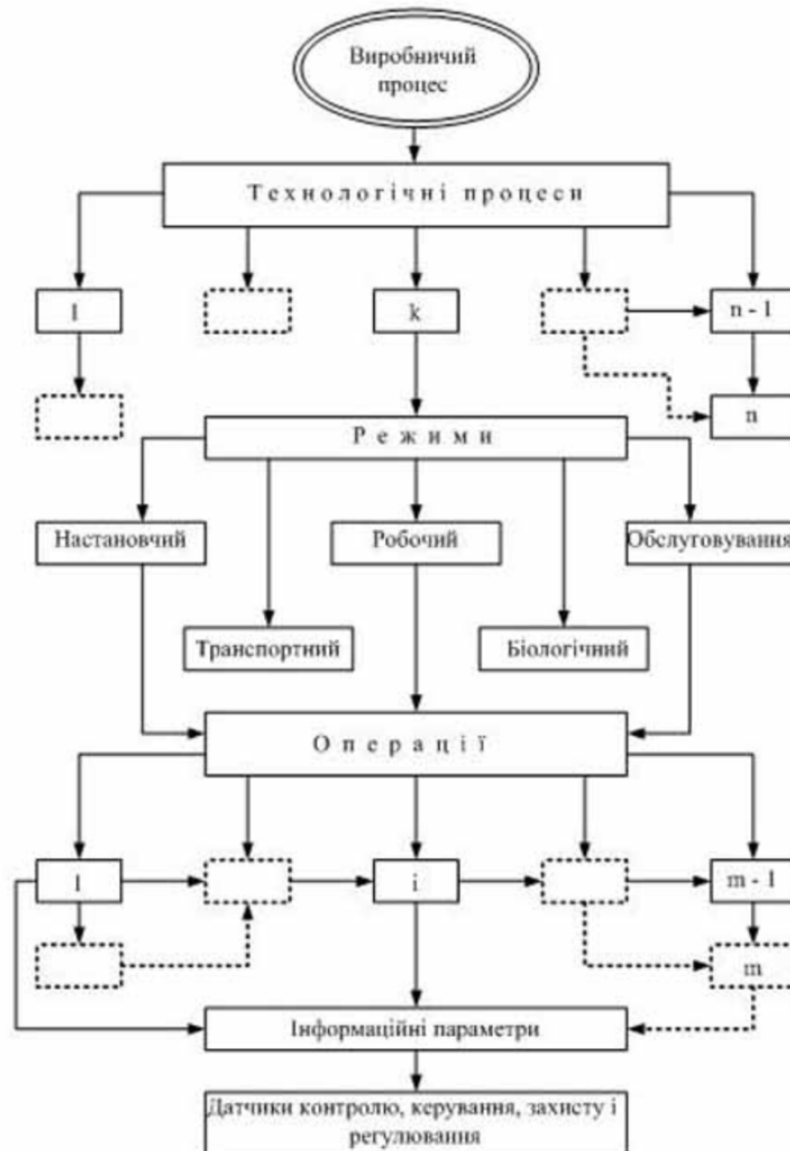 Виробничий
процес
Технологічні процеси
1
k
n - 1
n
Режими
Настановчий
Робочий
Обслуговування
Транспортний
Біологічний
Операції
1
i
m - 1
m
Інформаційні параметри
Датчики контролю, керування, захисту і
регулювання